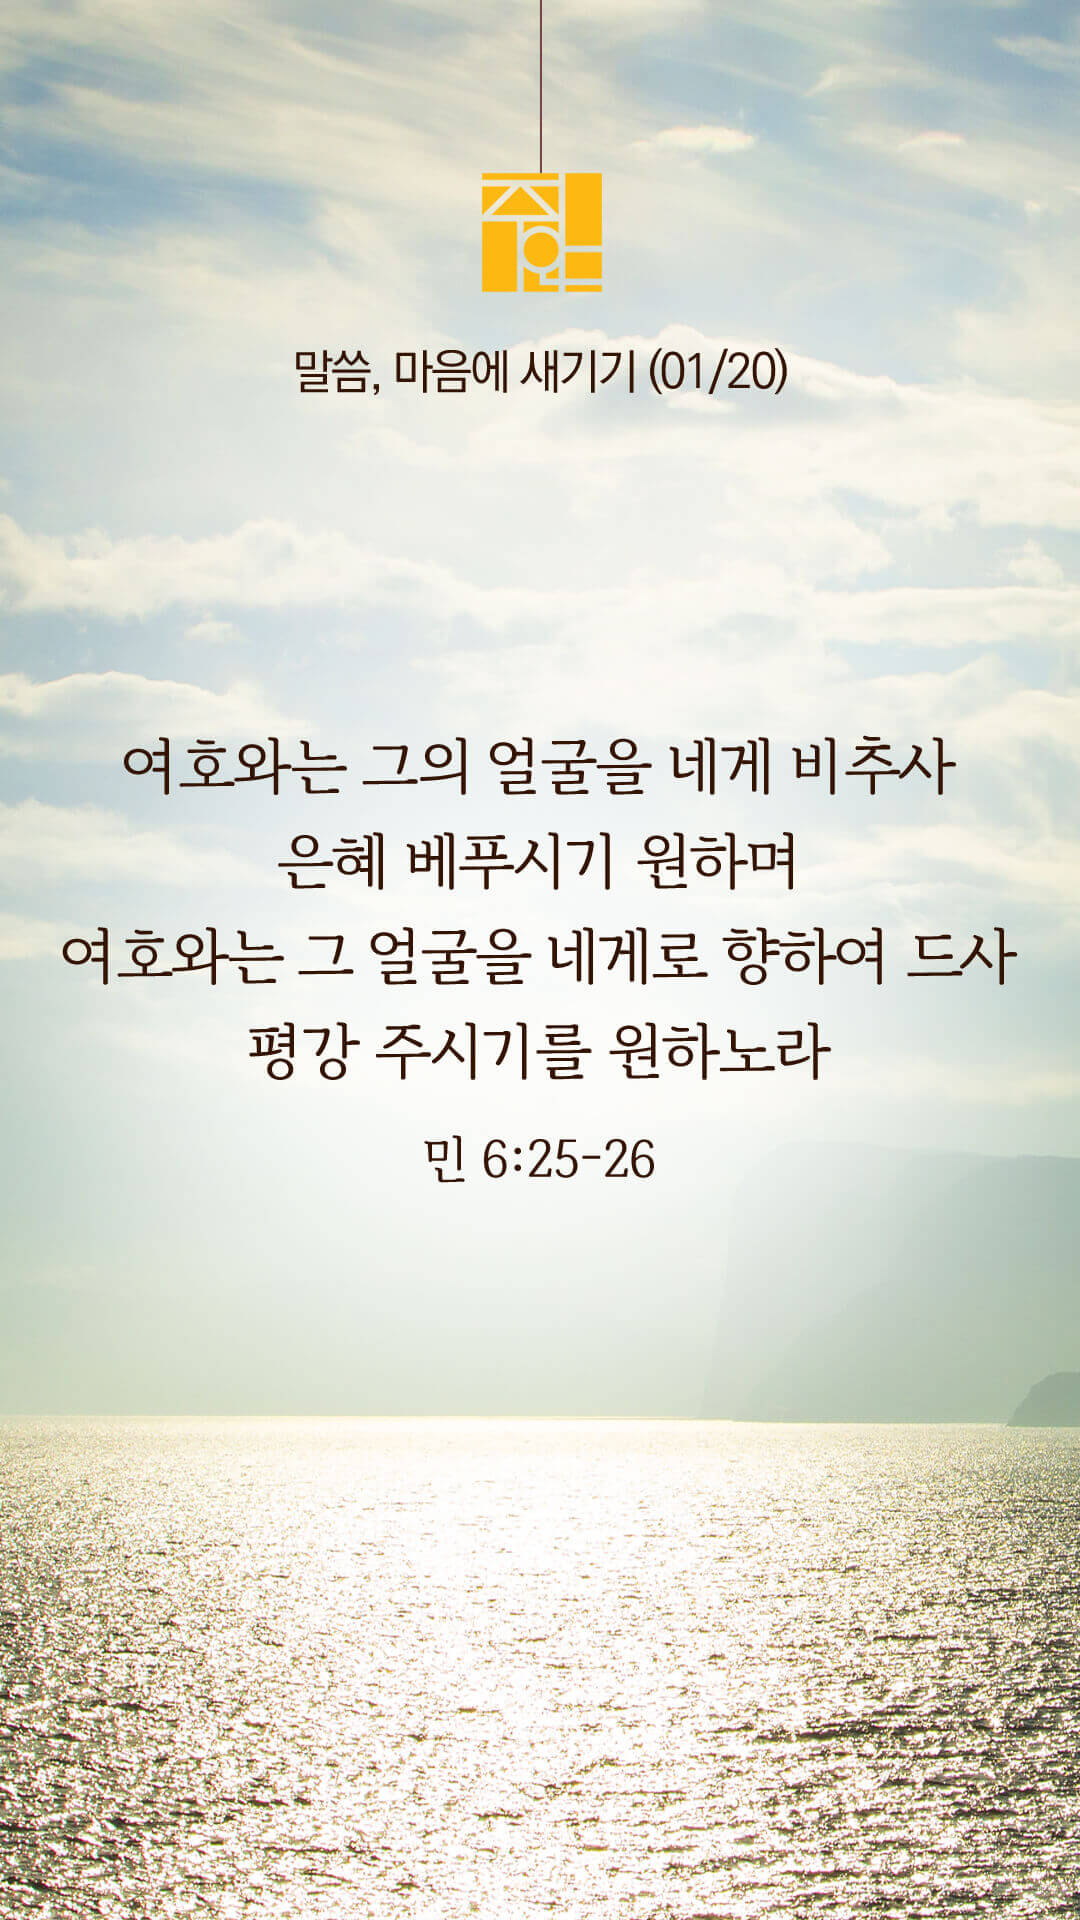 증인
말씀, 마음에 새기기 (01/20)
여호와는 그의 얼굴을 네게 비추사
은혜 베푸시기 원하며
여호와는 그 얼굴을 네게로 향하여 드사
평강 주시기를 원하노라
민 6:25-26